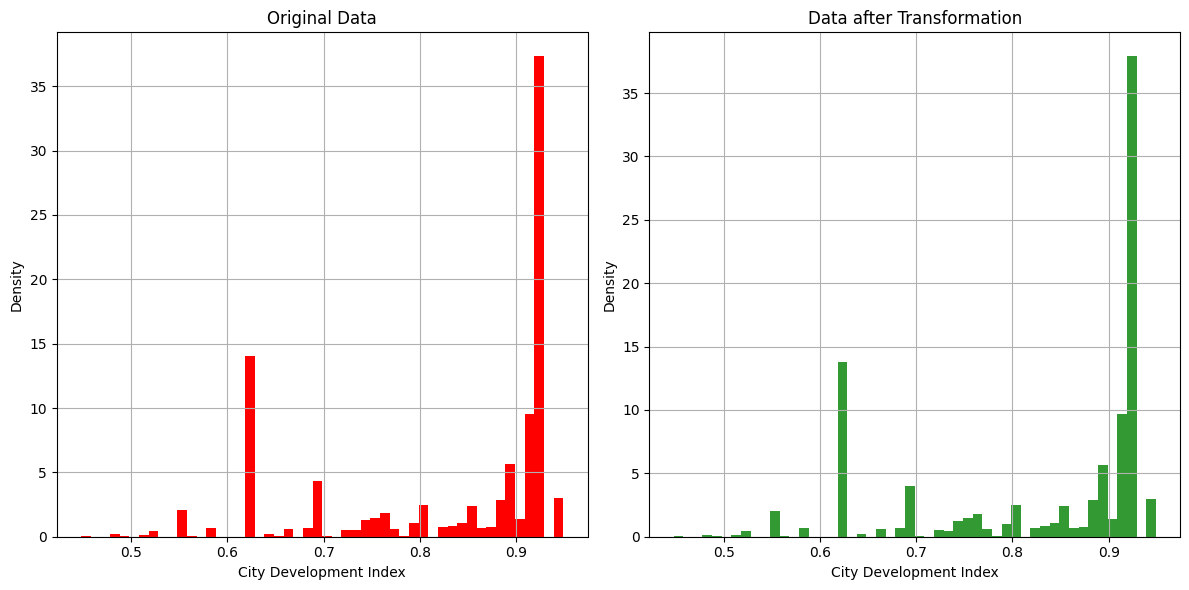 Original Data
Density
35
30
25
20
15
10
5
0
0.5 0.6 0.7 0.8 0.9
City Development Index
Data after Transformation
Density
35
30
25
20
15
10
5
0
0.5 0.6 0.7 0.8 0.9
City Development Index